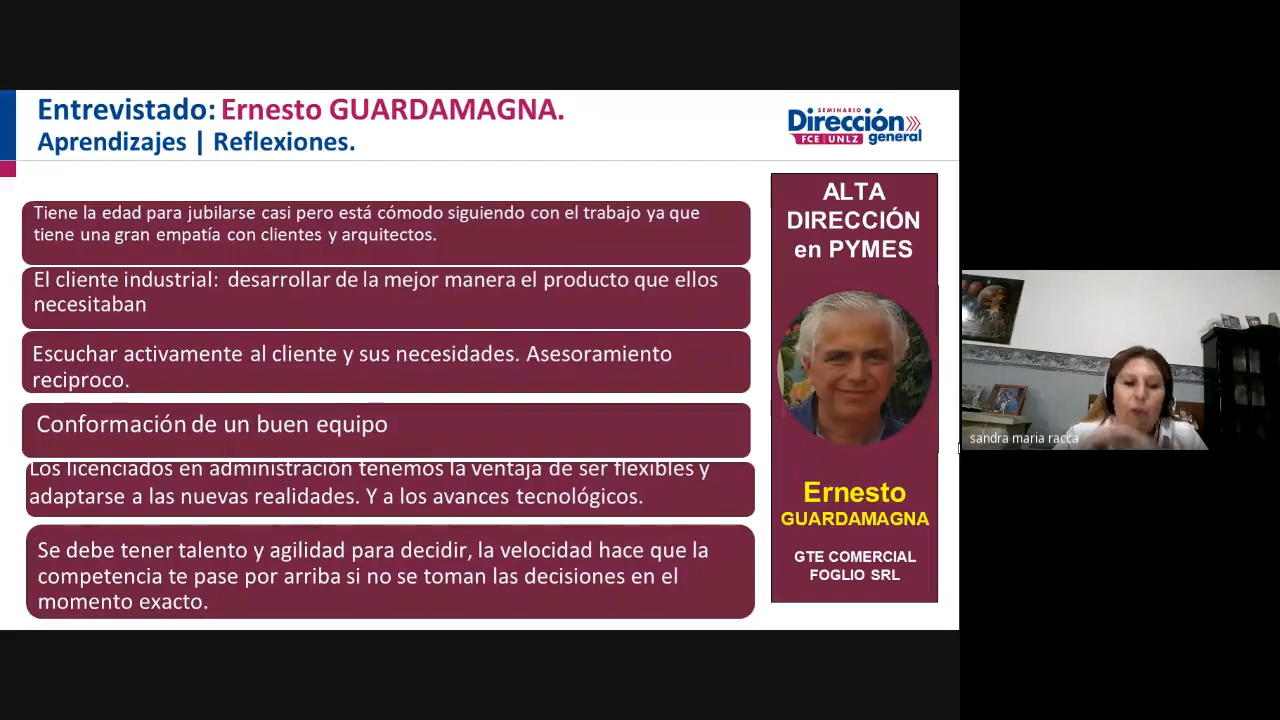 Entrevistado: Ernesto GUARDAMAGNA.
Aprendizajes | Reflexiones.
SEMINARIO
Dirección
FCE | UNLZ general
Tiene la edad para jubilarse casi pero está cómodo siguiendo con el trabajo ya que
tiene una gran empatía con clientes y arquitectos.
El cliente industrial: desarrollar de la mejor manera el producto que ellos
necesitaban
Escuchar activamente al cliente y sus necesidades. Asesoramiento
reciproco.
Conformación de un buen equipo
Los licenciados en administración tenemos la ventaja de ser flexibles y
adaptarse a las nuevas realidades. Y a los avances tecnológicos.
Se debe tener talento y agilidad para decidir, la velocidad hace que la
competencia te pase por arriba si no se toman las decisiones en el
momento exacto.
ALTA
DIRECCIÓN
en PYMES
Ernesto
GUARDAMAGNA
GTE COMERCIAL
FOGLIO SRL
sandra maria racca